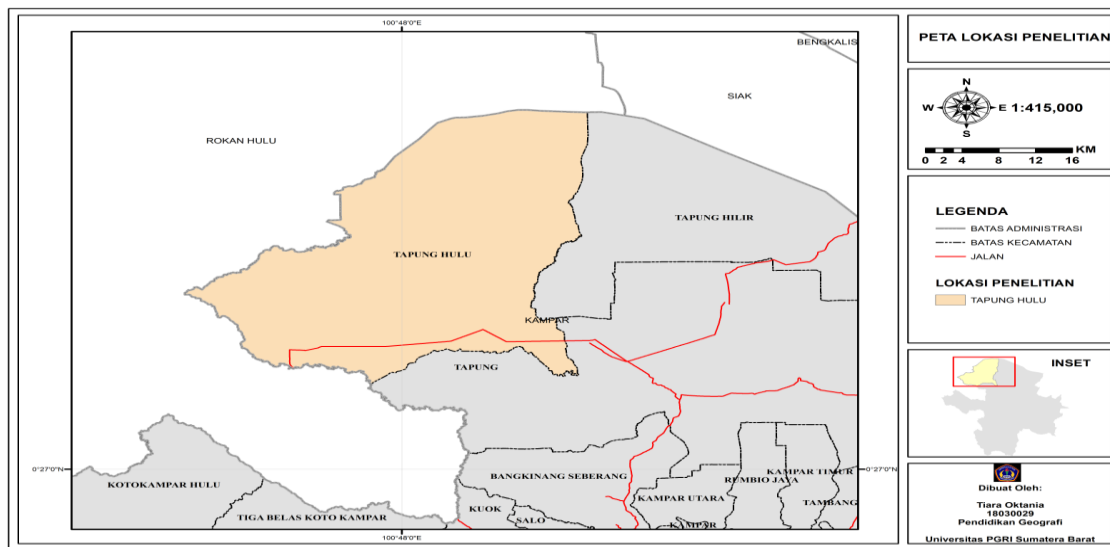 100°48'0"E
BENGKALIS
SIAK
ROKAN HULU
TAPUNG HILIR
TAPUNG HULU
KAMPAR
TAPUNG
0°27'0"N
0°27'0"N
BANGKINANG SEBERANG
KAMPAR TIMUR
RUMBIO JAYA
KOTOKAMPAR HULU
KAMPAR UTARA
TAMBANG
KUOK
TIGA BELAS KOTO KAMPAR
SALO
KAMPAR
100°48'0"E
PETA LOKASI PENELITIAN
N
W E 1:415,000
S
KM
0 2 4 8 12 16
LEGENDA
BATAS ADMINISTRASI
BATAS KECAMATAN
JALAN
LOKASI PENELITIAN
TAPUNG HULU
INSET
Dibuat Oleh:
Tiara Oktania
18030029
Pendidikan Geografi
Universitas PGRI Sumatera Barat